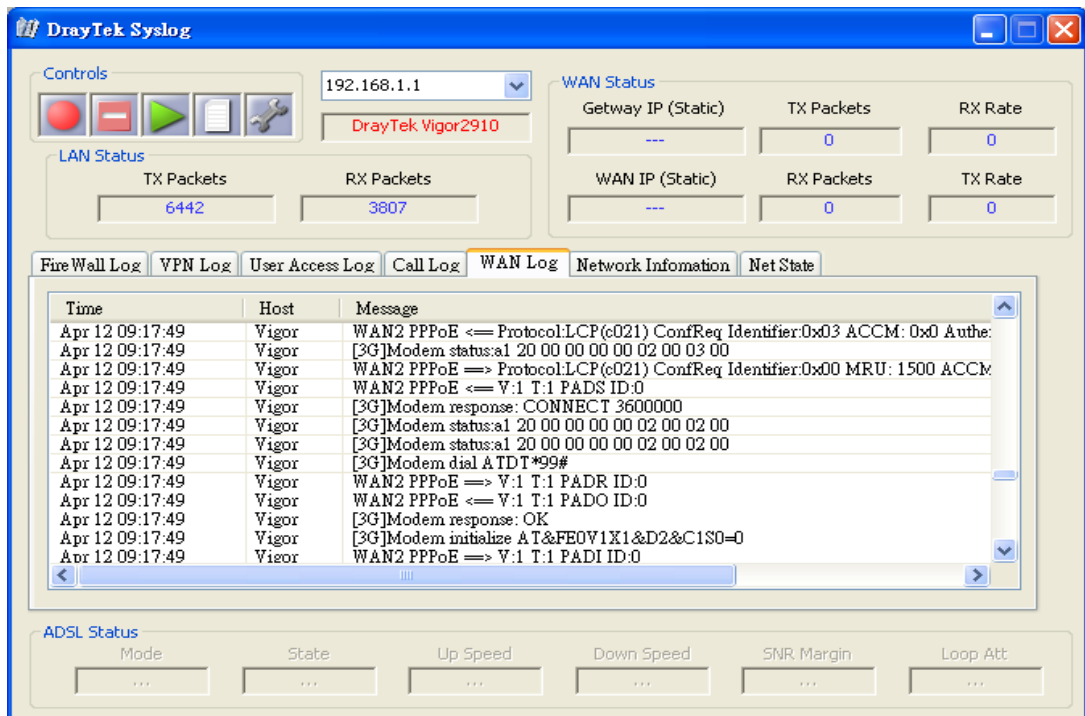 DrayTek Syslog
Controls
192.168.1.1
DrayTek Vigor2910
WAN Status
Getway IP (Static) TX Packets RX Rate
--- 0 0
WAN IP (Static) RX Packets TX Rate
--- 0 0
LAN Status
TX Packets RX Packets
6442 3807
FireWall Log VPN Log User Access Log Call Log WAN Log Network Infomation Net State
Time Host Message
Apr 12 09:17:49 Vigor WAN2 PPPoE <== Protocol:LCP(c021) ConfReq Identifier:0x03 ACCM: 0x0 Authe:
Apr 12 09:17:49 Vigor [3G]Modem status:a1 20 00 00 00 00 02 00 03 00
Apr 12 09:17:49 Vigor WAN2 PPPoE ==> Protocol:LCP(c021) ConfReq Identifier:0x00 MRU: 1500 ACCM
Apr 12 09:17:49 Vigor WAN2 PPPoE <== V:1 T:1 PADS ID:0
Apr 12 09:17:49 Vigor [3G]Modem response: CONNECT 3600000
Apr 12 09:17:49 Vigor [3G]Modem status:a1 20 00 00 00 00 02 00 02 00
Apr 12 09:17:49 Vigor [3G]Modem status:a1 20 00 00 00 00 02 00 02 00
Apr 12 09:17:49 Vigor [3G]Modem dial ATDT*99#
Apr 12 09:17:49 Vigor WAN2 PPPoE ==> V:1 T:1 PADR ID:0
Apr 12 09:17:49 Vigor WAN2 PPPoE <== V:1 T:1 PADO ID:0
Apr 12 09:17:49 Vigor [3G]Modem response: OK
Apr 12 09:17:49 Vigor [3G]Modem initialize AT&FE0V1X1&D2&C1S0=0
Apr 12 09:17:49 Vigor WAN2 PPPoE ==> V:1 T:1 PADI ID:0
ADSL Status
Mode State Up Speed Down Speed SNR Margin Loop Att
... ... ... ... ... ...